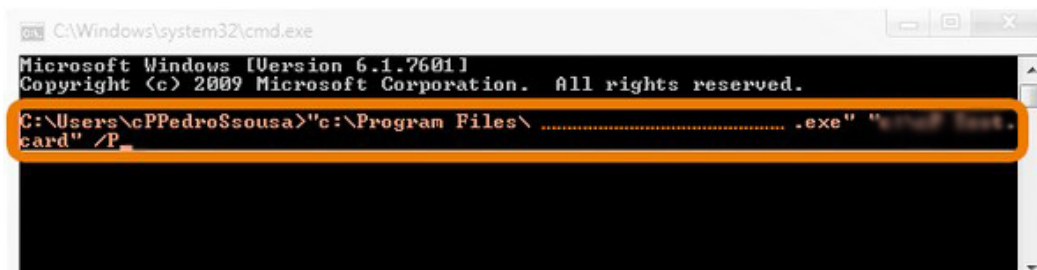 C:\Windows\system32\cmd.exe
Microsoft Windows [Version 6.1.7601]
Copyright (c) 2009 Microsoft Corporation.  All rights reserved.
C:\Users\cPPedroSsousa>"c:\Program Files\ ................................................ .exe" "
card" /P_